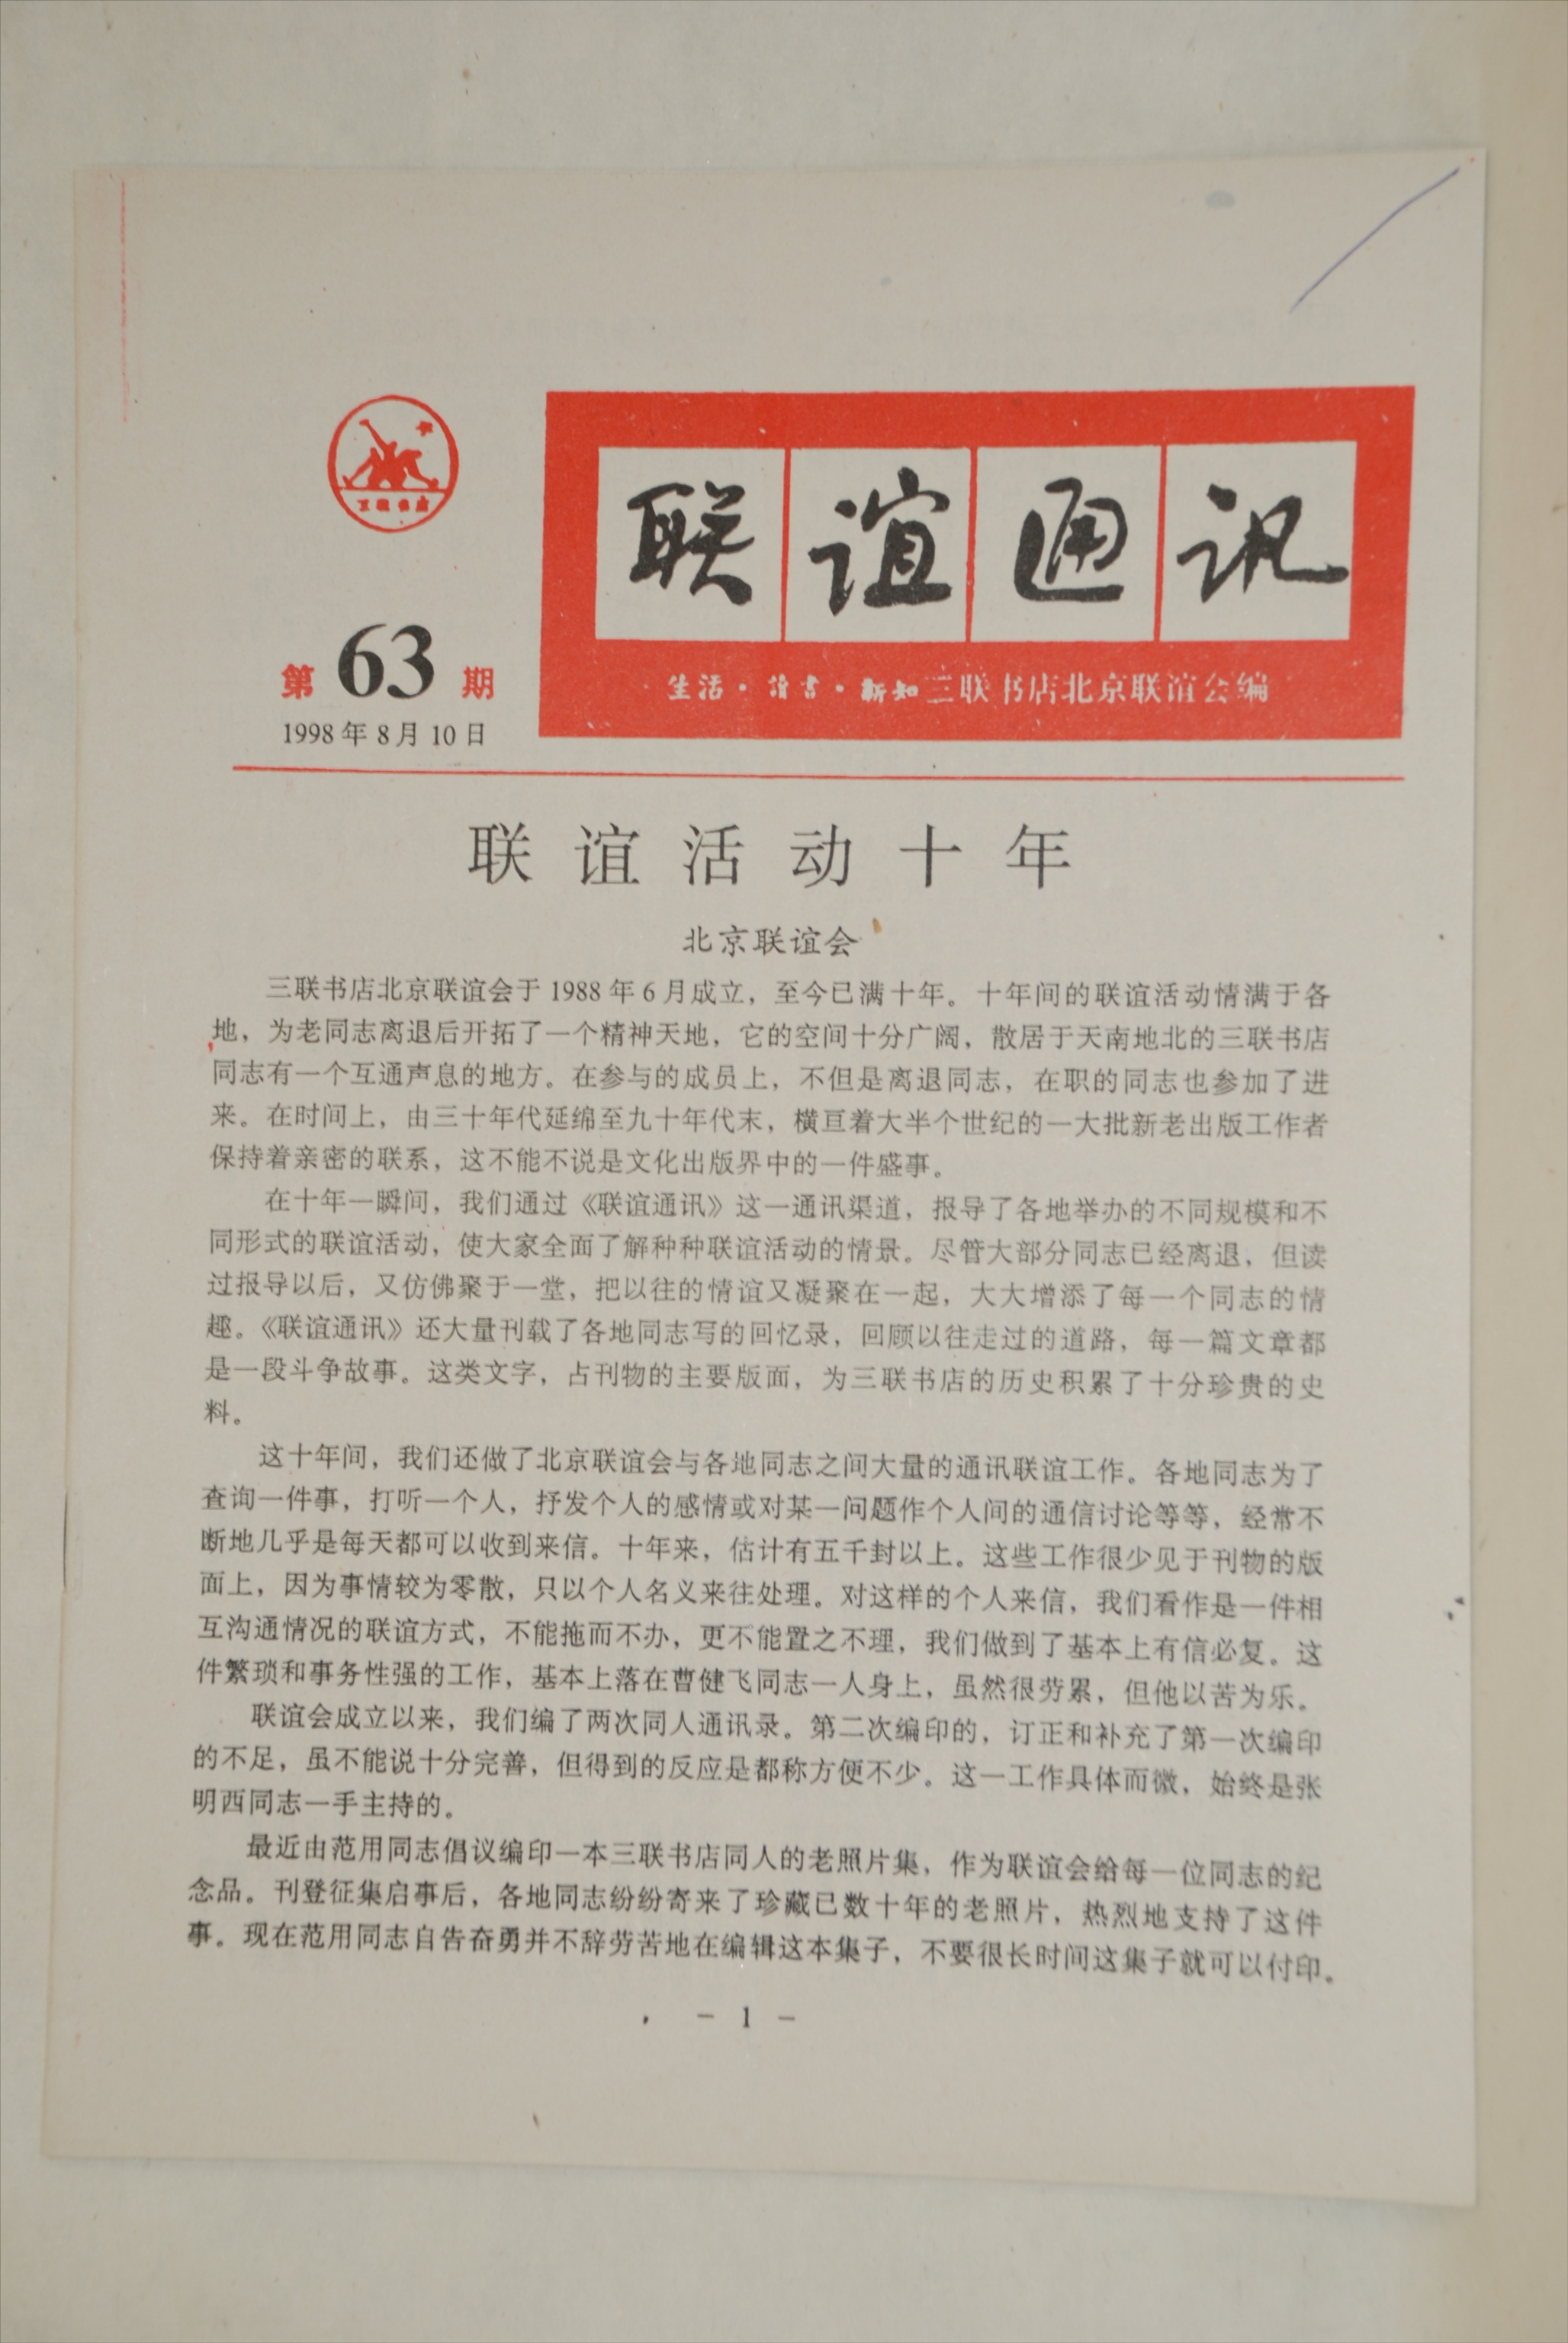 三联书店
联谊通讯
第 63 期
1998 年 8 月 10 日
生活·读书·新知三联书店北京联谊会编
联谊活动十年
北京联谊会
三联书店北京联谊会于 1988 年 6 月成立，至今已满十年。十年间的联谊活动情满于各
地，为老同志离退后开拓了一个精神天地，它的空间十分广阔，散居于天南地北的三联书店
同志有一个互通声息的地方。在参与的成员上，不但是离退同志，在职的同志也参加了进
来。在时间上，由三十年代延绵至九十年代末，横亘着大半个世纪的一大批新老出版工作者
保持着亲密的联系，这不能不说是文化出版界中的一件盛事。
在十年一瞬间，我们通过《联谊通讯》这一通讯渠道，报导了各地举办的不同规模和不
同形式的联谊活动，使大家全面了解种种联谊活动的情景。尽管大部分同志已经离退，但读
过报导以后，又仿佛聚于一堂，把以往的情谊又凝聚在一起，大大增添了每一个同志的情
趣。《联谊通讯》还大量刊载了各地同志写的回忆录，回顾以往走过的道路，每一篇文章都
是一段斗争故事。这类文字，占刊物的主要版面，为三联书店的历史积累了十分珍贵的史
料。
这十年间，我们还做了北京联谊会与各地同志之间大量的通讯联谊工作。各地同志为了
查询一件事，打听一个人，抒发个人的感情或对某一问题作个人间的通信讨论等等，经常不
断地几乎是每天都可以收到来信。十年来，估计有五千封以上。这些工作很少见于刊物的版
面上，因为事情较为零散，只以个人名义来往处理。对这样的个人来信，我们看作是一件相
互沟通情况的联谊方式，不能拖而不办，更不能置之不理，我们做到了基本上有信必复。这
件繁琐和事务性强的工作，基本上落在曹健飞同志一人身上，虽然很劳累，但他以苦为乐。
联谊会成立以来，我们编了两次同人通讯录。第二次编印的，订正和补充了第一次编印
的不足，虽不能说十分完善，但得到的反应是都称方便不少。这一工作具体而微，始终是张
明西同志一手主持的。
最近由范用同志倡议编印一本三联书店同人的老照片集，作为联谊会给每一位同志的纪
念品。刊登征集启事后，各地同志纷纷寄来了珍藏已数十年的老照片，热烈地支持了这件
事。现在范用同志自告奋勇并不辞劳苦地在编辑这本集子，不要很长时间这集子就可以付印。
－ 1 －